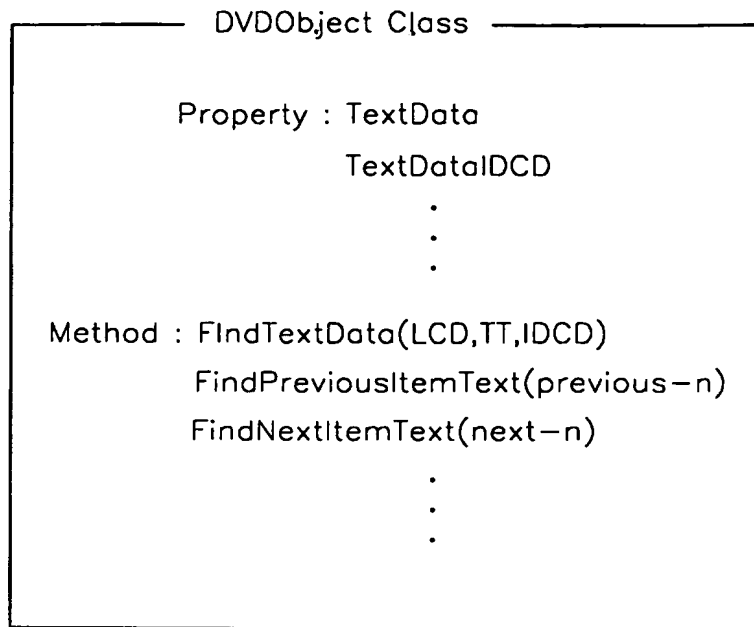 DVDObject Class
Property : TextData
TextDataIDCD
.
.
.
Method : FIndTextData(LCD,TT,IDCD)
FindPreviousItemText(previous-n)
FindNextItemText(next-n)
.
.
.